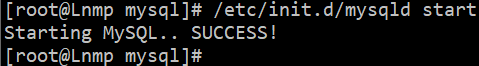 [root@Lnmp mysql]# /etc/init.d/mysqld start
Starting MySQL.. SUCCESS!
[root@Lnmp mysql]#